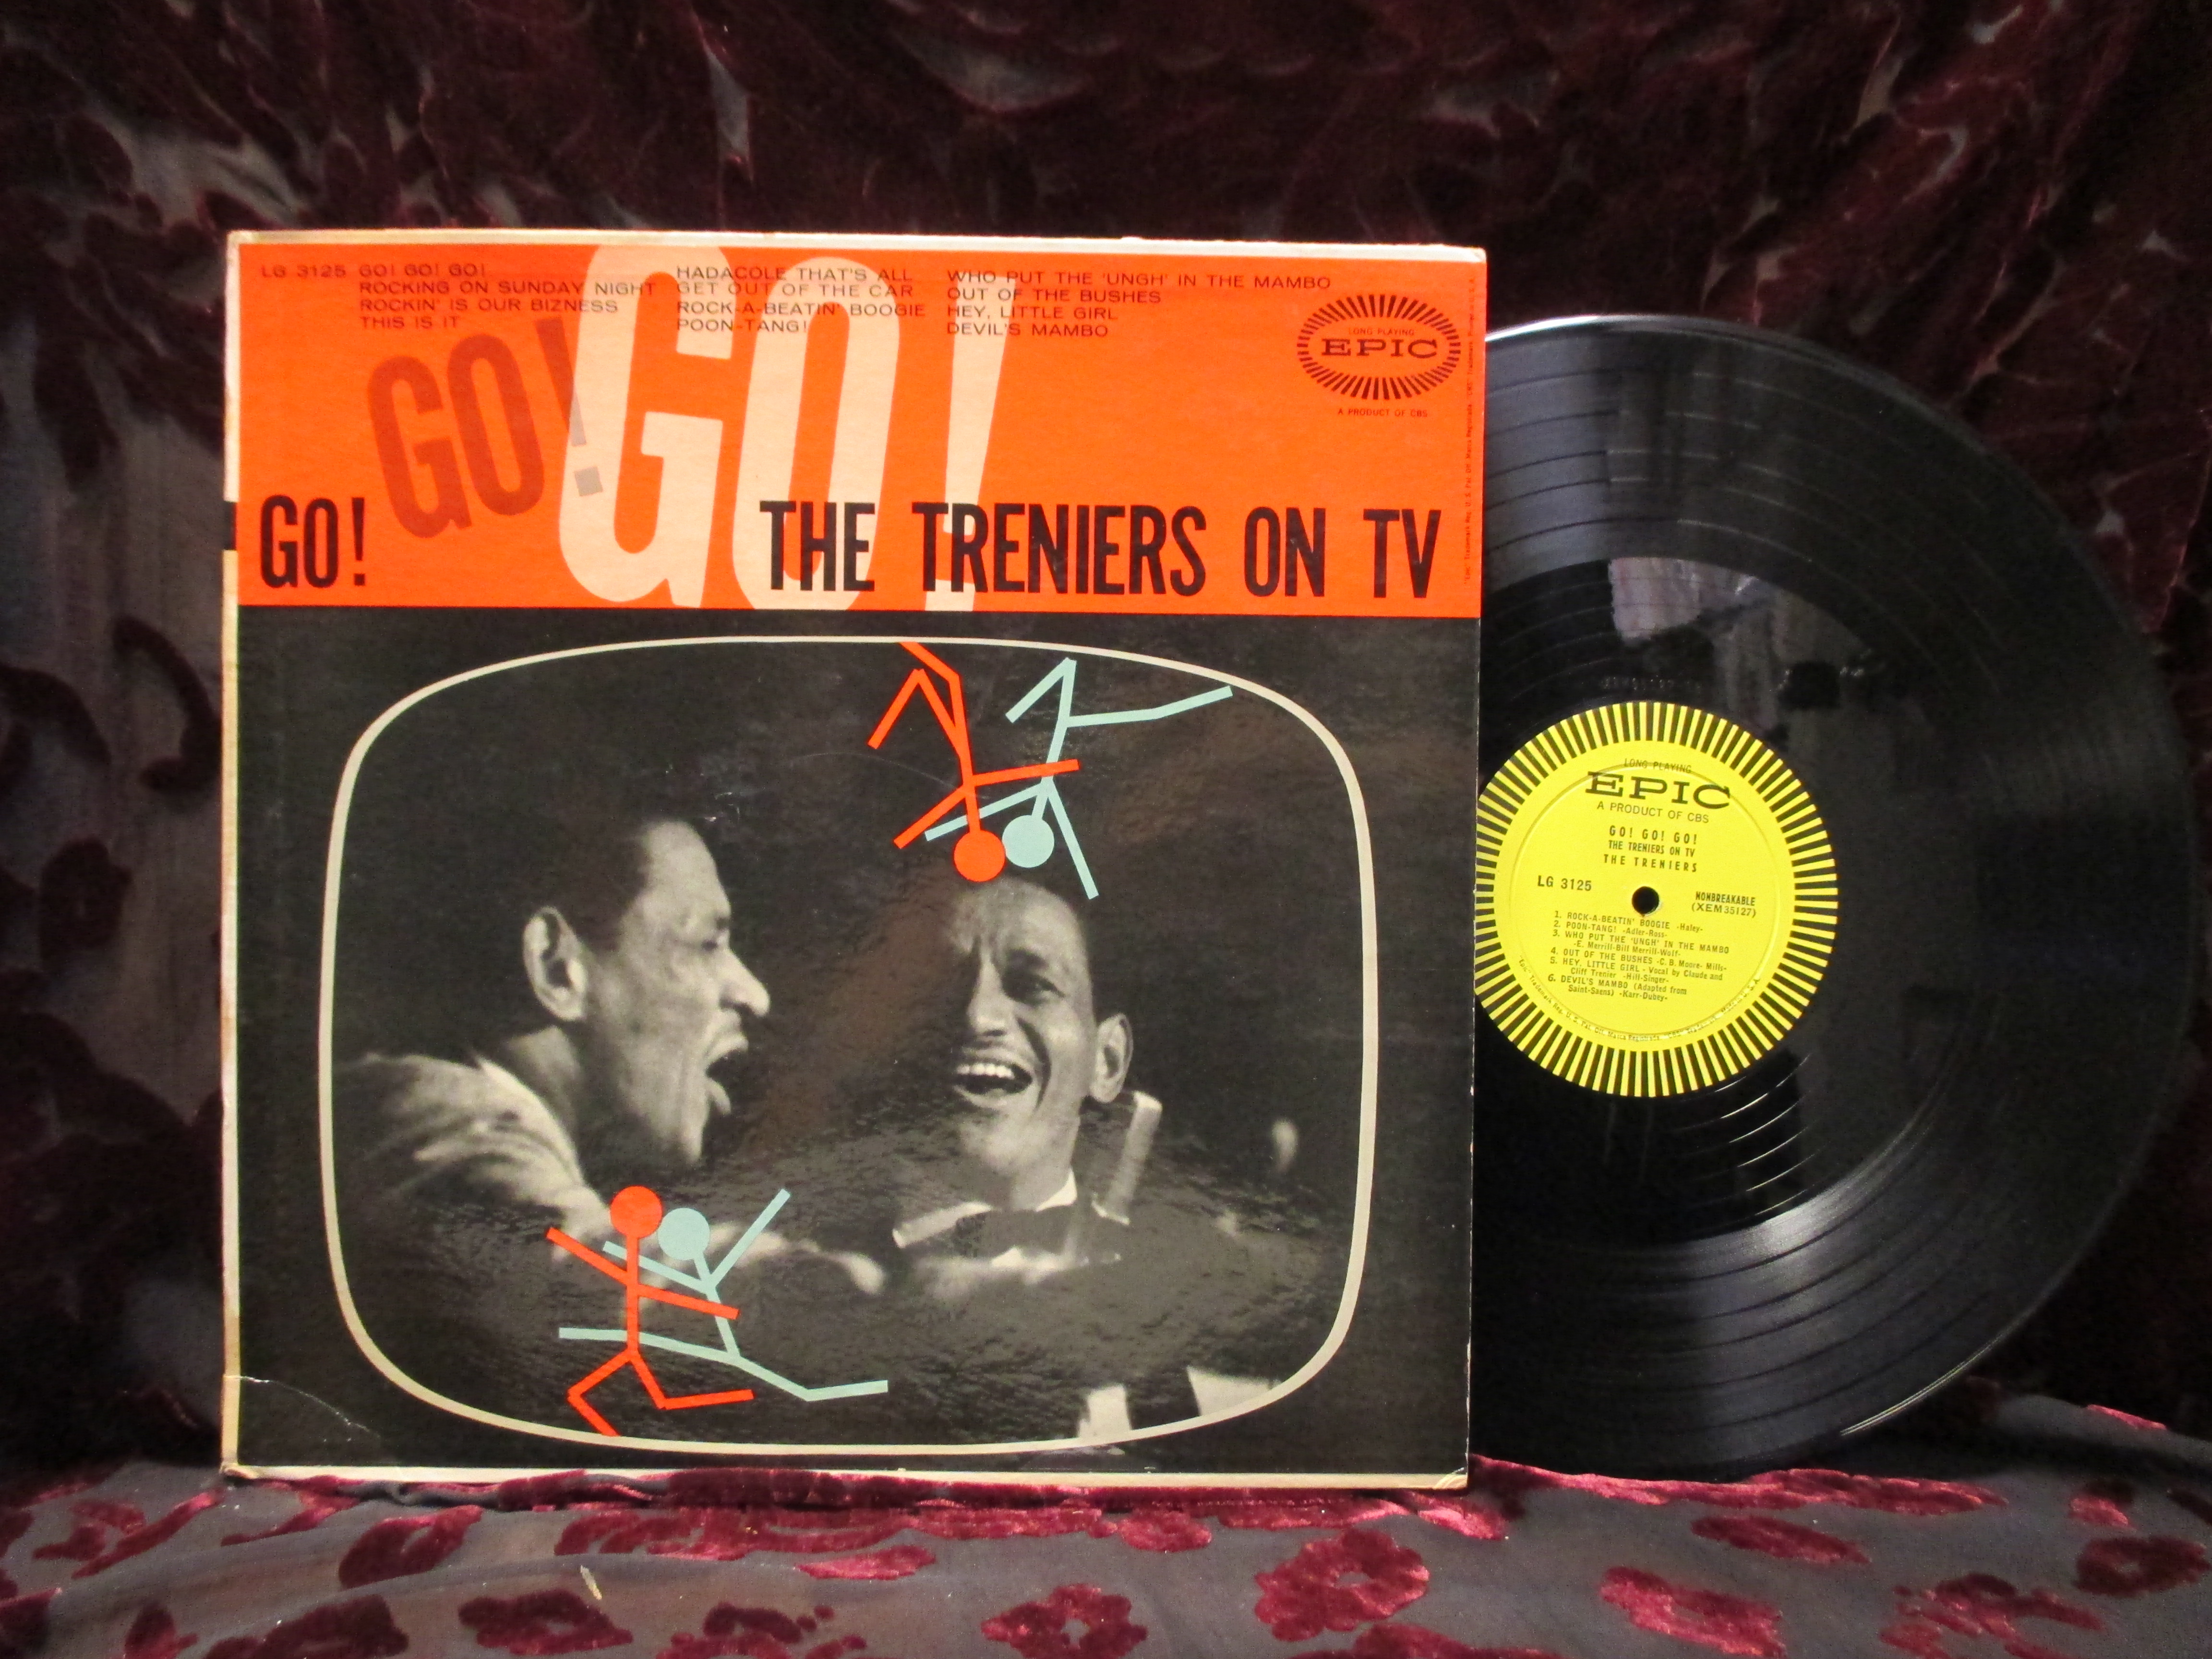 LG 3125 GO! GO! GO!
ROCKING ON SUNDAY NIGHT
ROCKIN' IS OUR BIZNESS
THIS IS IT
HADACOLE THAT'S ALL
GET OUT OF THE CAR
ROCK-A-BEATIN' BOOGIE
POON-TANG!
WHO PUT THE 'UNGH' IN THE MAMBO
OUT OF THE BUSHES
HEY, LITTLE GIRL
DEVIL'S MAMBO
LONG PLAYING
EPIC
A PRODUCT OF CBS
GO! GO! GO!
THE TRENIERS ON TV
LONG PLAYING
EPIC
A PRODUCT OF CBS
GO! GO! GO!
THE TRENIERS ON TV
THE TRENIERS
LG 3125
NONBREAKABLE
(XEM35127)
1. ROCK-A-BEATIN' BOOGIE -Haley-
2. POON-TANG! -Adler-Ross-
3. WHO PUT THE 'UNGH' IN THE MAMBO
-E. Merrill-Bill Merrill-Wolf-
4. OUT OF THE BUSHES -C. B. Moore- Mills-
5. HEY, LITTLE GIRL - Vocal by Claude and
Cliff Trenier -Hill-Singer-
6. DEVIL'S MAMBO (Adapted from
Saint-Saens) -Karr-Dubey-